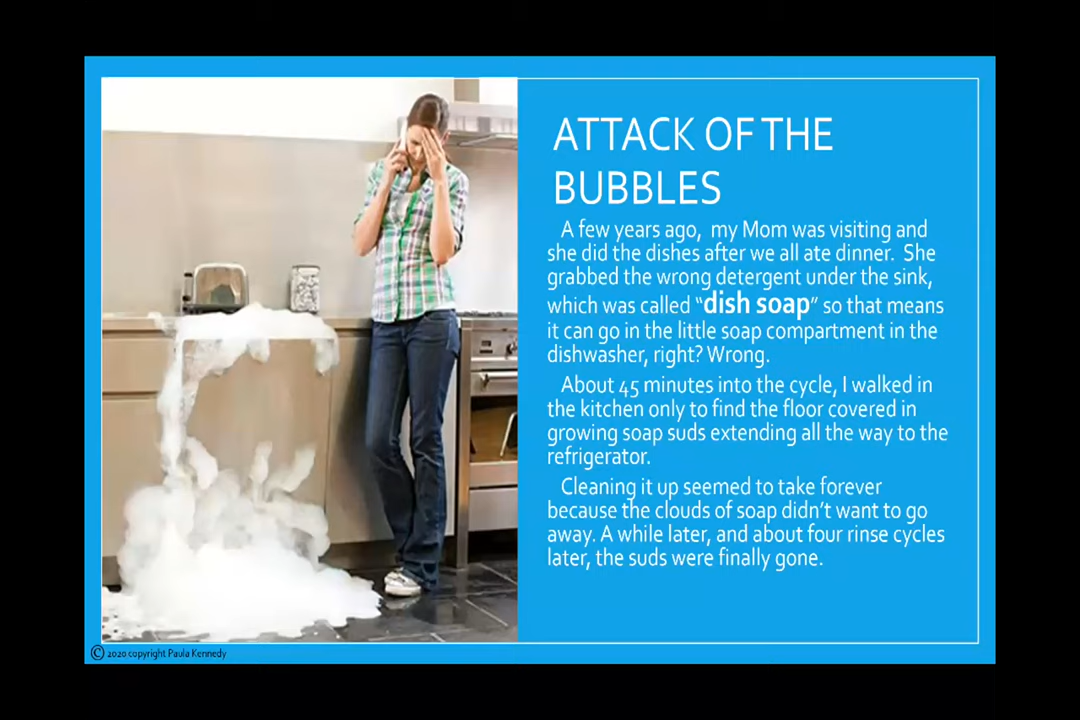 ATTACK OF THE
BUBBLES
A few years ago, my Mom was visiting and
she did the dishes after we all ate dinner. She
grabbed the wrong detergent under the sink,
which was called “dish soap” so that means
it can go in the little soap compartment in the
dishwasher, right? Wrong.
About 45 minutes into the cycle, I walked in
the kitchen only to find the floor covered in
growing soap suds extending all the way to the
refrigerator.
Cleaning it up seemed to take forever
because the clouds of soap didn’t want to go
away. A while later, and about four rinse cycles
later, the suds were finally gone.
© 2020 copyright Paula Kennedy